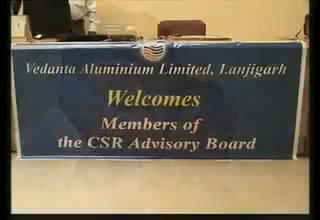 Vedanta Aluminium Limited, Lanjigarh
Welcomes
Members of
the CSR Advisory Board